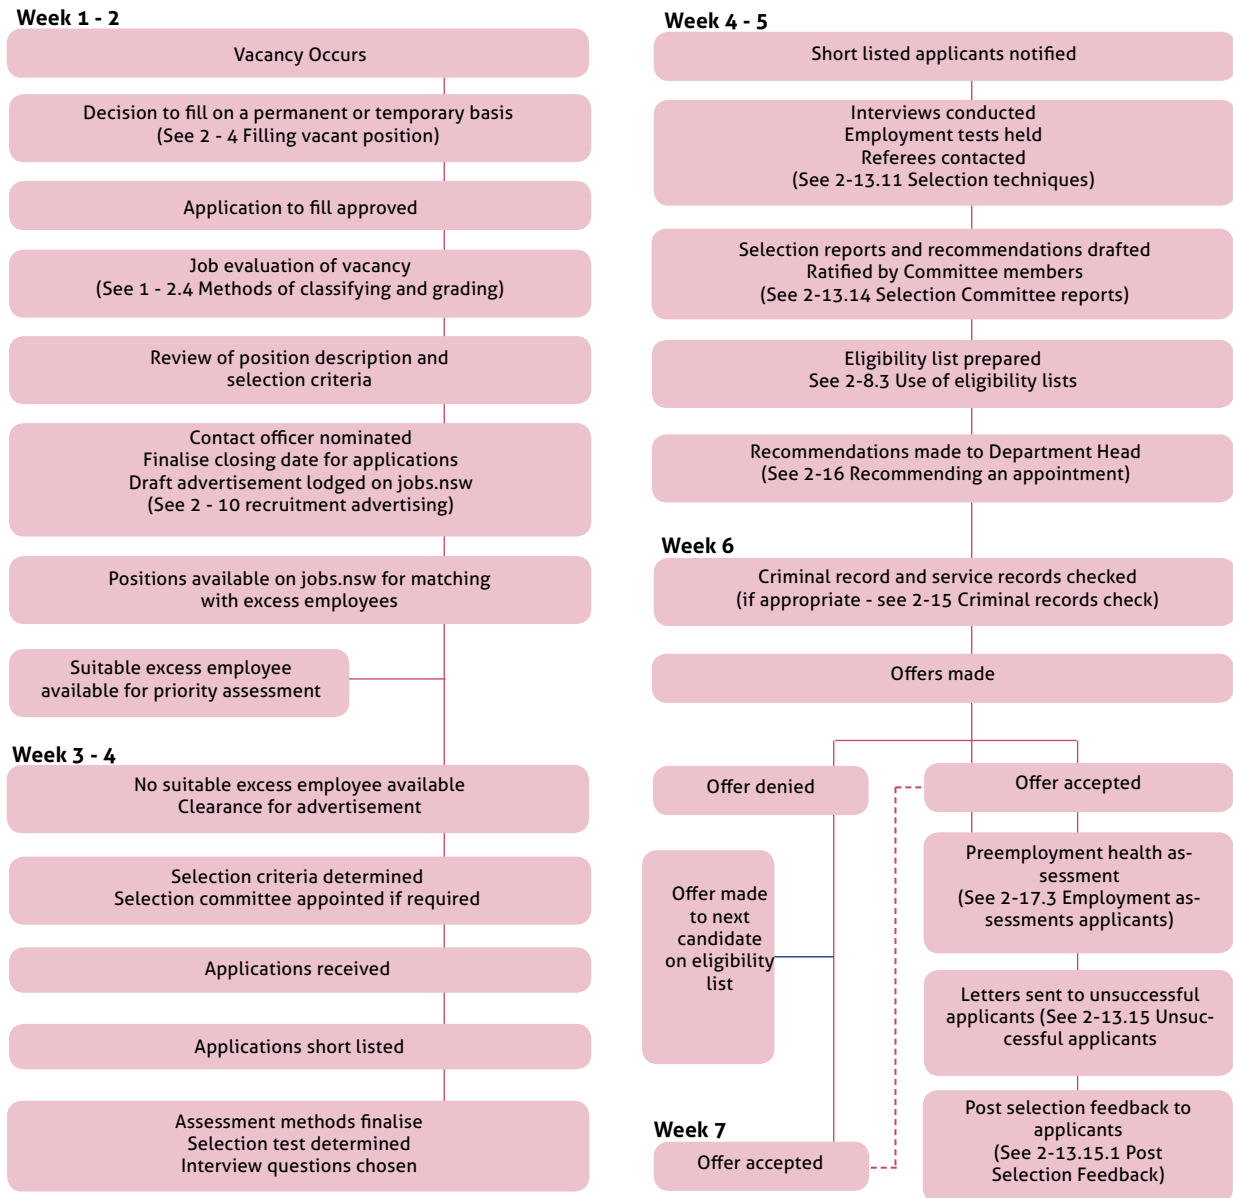 Week 1 - 2
Vacancy Occurs
Decision to fill on a permanent or temporary basis
(See 2 - 4 Filling vacant position)
Application to fill approved
Job evaluation of vacancy
(See 1 - 2.4 Methods of classifying and grading)
Review of position description and
selection criteria
Contact officer nominated
Finalise closing date for applications
Draft advertisement lodged on jobs.nsw
(See 2 - 10 recruitment advertising)
Positions available on jobs.nsw for matching
with excess employees
Suitable excess employee
available for priority assessment
Week 3 - 4
No suitable excess employee available
Clearance for advertisement
Selection criteria determined
Selection committee appointed if required
Applications received
Applications short listed
Assessment methods finalise
Selection test determined
Interview questions chosen
Week 4 - 5
Short listed applicants notified
Interviews conducted
Employment tests held
Referees contacted
(See 2-13.11 Selection techniques)
Selection reports and recommendations drafted
Ratified by Committee members
(See 2-13.14 Selection Committee reports)
Eligibility list prepared
See 2-8.3 Use of eligibility lists
Recommendations made to Department Head
(See 2-16 Recommending an appointment)
Week 6
Criminal record and service records checked
(if appropriate - see 2-15 Criminal records check)
Offers made
Offer denied
Offer made
to next
candidate
on eligibility
list
Offer accepted
Preemployment health as-
sessment
(See 2-17.3 Employment as-
sessments applicants)
Letters sent to unsuccessful
applicants (See 2-13.15 Unsuc-
cessful applicants
Post selection feedback to
applicants
(See 2-13.15.1 Post
Selection Feedback)
Week 7
Offer accepted